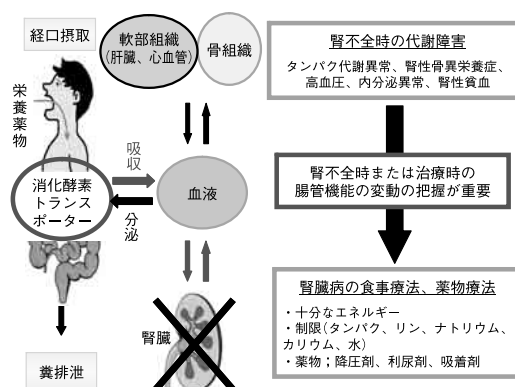 経口摂取
栄養薬物
軟部組織
(肝臓、心血管)
骨組織
吸収
消化酵素
トランス
ポーター
血液
分泌
腎臓
糞排泄
腎不全時の代謝障害
タンパク代謝異常、腎性骨異栄養症、
高血圧、内分泌異常、腎性貧血
腎不全時または治療時の
腸管機能の変動の把握が重要
腎臓病の食事療法、薬物療法
・十分なエネルギー
・制限(タンパク、リン、ナトリウム、
カリウム、水)
・薬物；降圧剤、利尿剤、吸着剤